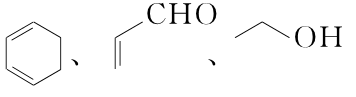 、 CHO 、 OH